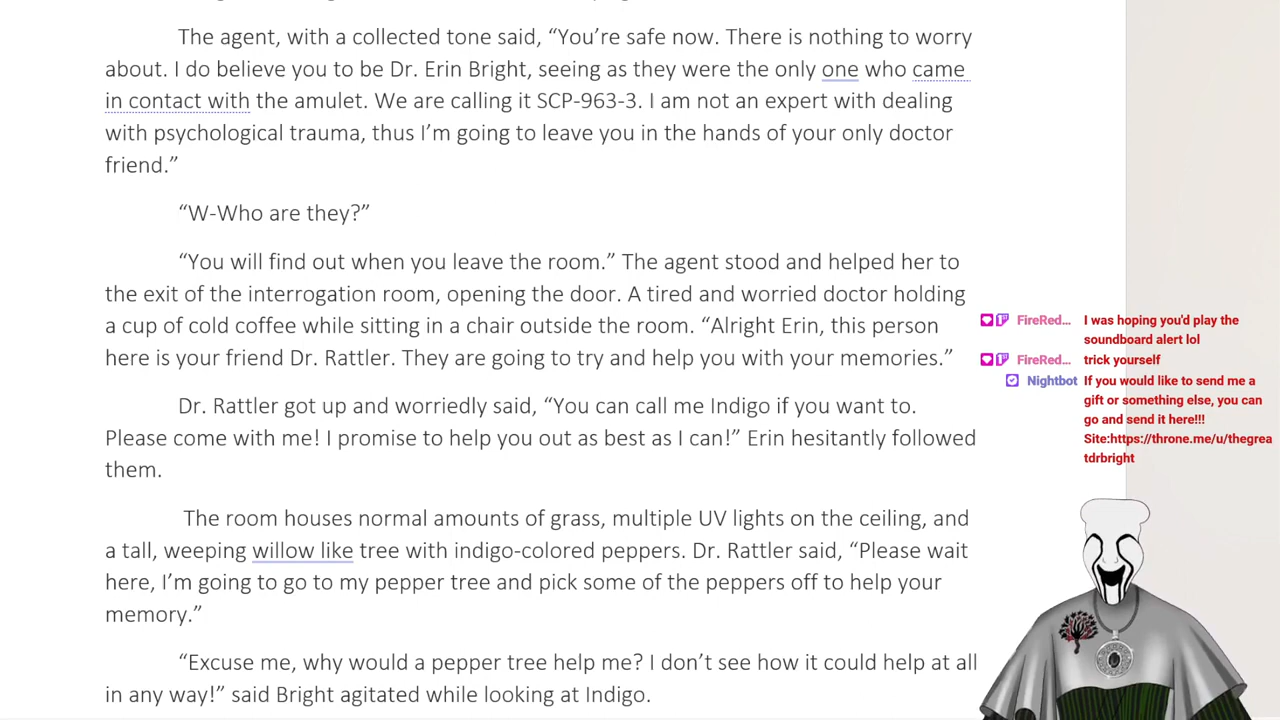 The agent, with a collected tone said, “You’re safe now. There is nothing to worry
about. I do believe you to be Dr. Erin Bright, seeing as they were the only one who came
in contact with the amulet. We are calling it SCP-963-3. I am not an expert with dealing
with psychological trauma, thus I’m going to leave you in the hands of your only doctor
friend.”
“W-Who are they?”
“You will find out when you leave the room.” The agent stood and helped her to
the exit of the interrogation room, opening the door. A tired and worried doctor holding
a cup of cold coffee while sitting in a chair outside the room. “Alright Erin, this person
here is your friend Dr. Rattler. They are going to try and help you with your memories.”
Dr. Rattler got up and worriedly said, “You can call me Indigo if you want to.
Please come with me! I promise to help you out as best as I can!” Erin hesitantly followed
them.
The room houses normal amounts of grass, multiple UV lights on the ceiling, and
a tall, weeping willow like tree with indigo-colored peppers. Dr. Rattler said, “Please wait
here, I’m going to go to my pepper tree and pick some of the peppers off to help your
memory.”
“Excuse me, why would a pepper tree help me? I don’t see how it could help at all
in any way!” said Bright agitated while looking at Indigo.
FireRed... I was hoping you'd play the
soundboard alert lol
FireRed... trick yourself
Nightbot If you would like to send me a
gift or something else, you can
go and send it here!!!
Site:https://throne.me/u/thegrea
tdrbright